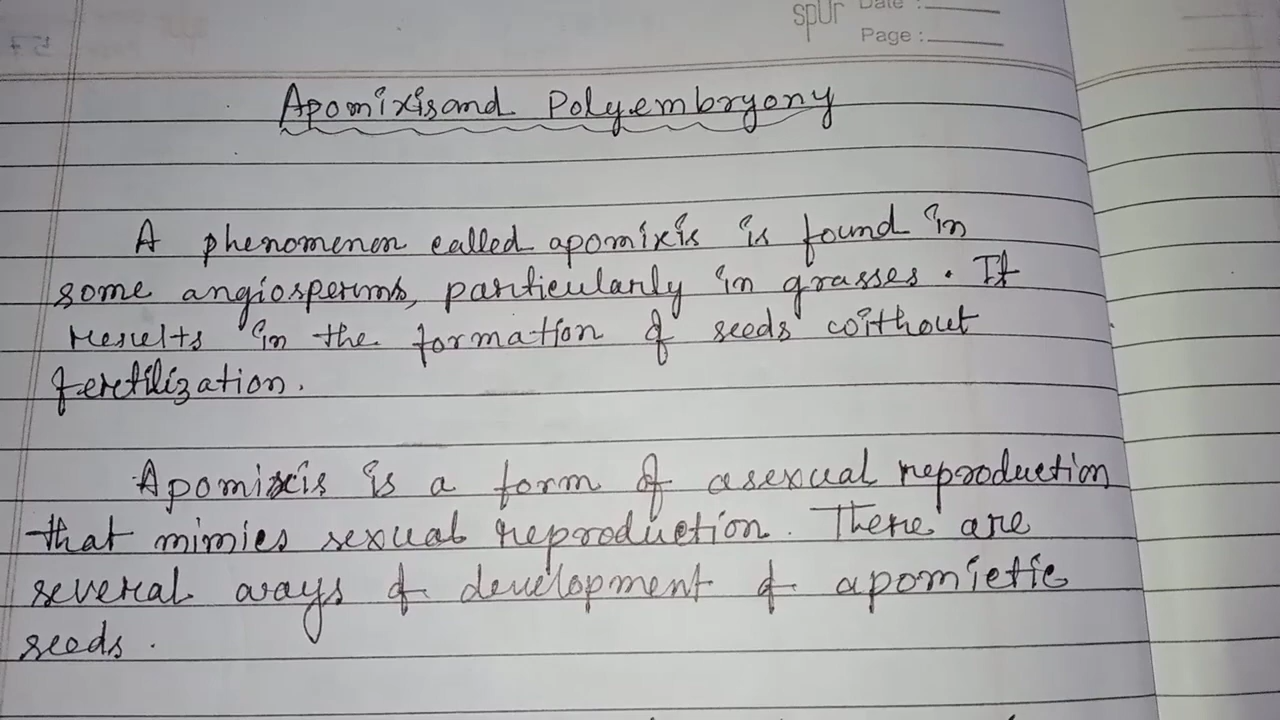 spUr Date :
Page :
Apomixis and Polyembryony
A phenomenon called apomixis is found in
some angiosperms, particularly in grasses. It
results in the formation of seeds without
fertilization.
Apomixis is a form of asexual reproduction
that mimics sexual reproduction. There are
several ways of development of apomictic
seeds.